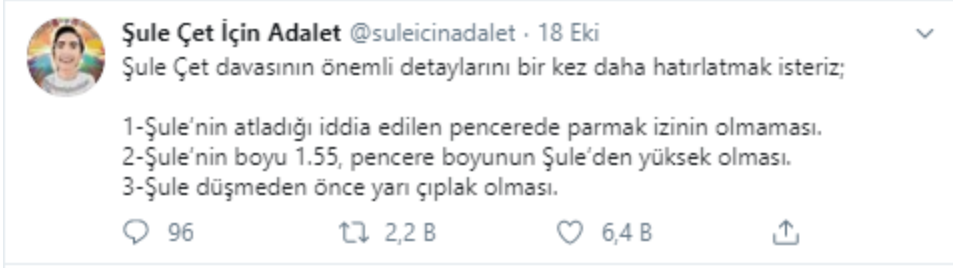 Şule Çet İçin Adalet @suleicinadalet · 18 Eki
Şule Çet davasının önemli detaylarını bir kez daha hatırlatmak isteriz;
1-Şule’nin atladığı iddia edilen pencerede parmak izinin olmaması.
2-Şule’nin boyu 1.55, pencere boyunun Şule’den yüksek olması.
3-Şule düşmeden önce yarı çıplak olması.
96 2,2 B 6,4 B